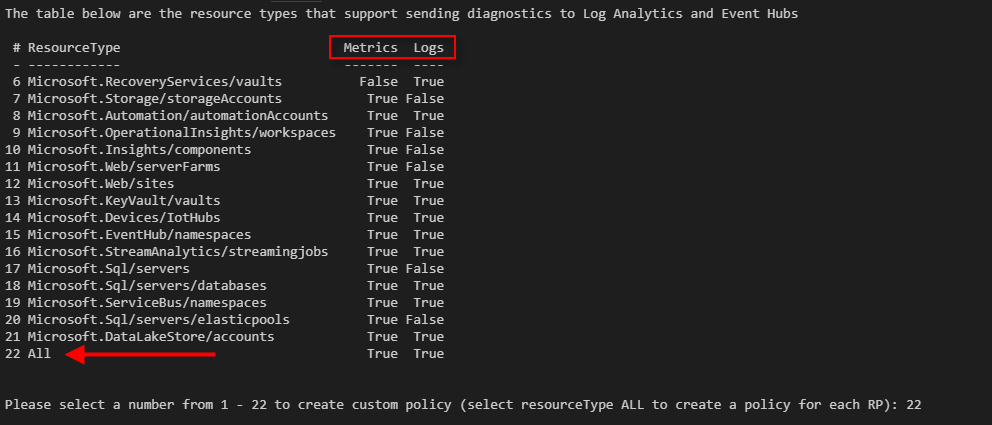 The table below are the resource types that support sending diagnostics to Log Analytics and Event Hubs
# ResourceType Metrics Logs
- ------------ ------- ----
6 Microsoft.RecoveryServices/vaults False True
7 Microsoft.Storage/storageAccounts True False
8 Microsoft.Automation/automationAccounts True True
9 Microsoft.OperationalInsights/workspaces True False
10 Microsoft.Insights/components True False
11 Microsoft.Web/serverFarms True False
12 Microsoft.Web/sites True True
13 Microsoft.KeyVault/vaults True True
14 Microsoft.Devices/IotHubs True True
15 Microsoft.EventHub/namespaces True True
16 Microsoft.StreamAnalytics/streamingjobs True True
17 Microsoft.Sql/servers True False
18 Microsoft.Sql/servers/databases True True
19 Microsoft.ServiceBus/namespaces True True
20 Microsoft.Sql/servers/elasticpools True False
21 Microsoft.DataLakeStore/accounts True True
22 All True True
Please select a number from 1 - 22 to create custom policy (select resourceType ALL to create a policy for each RP): 22